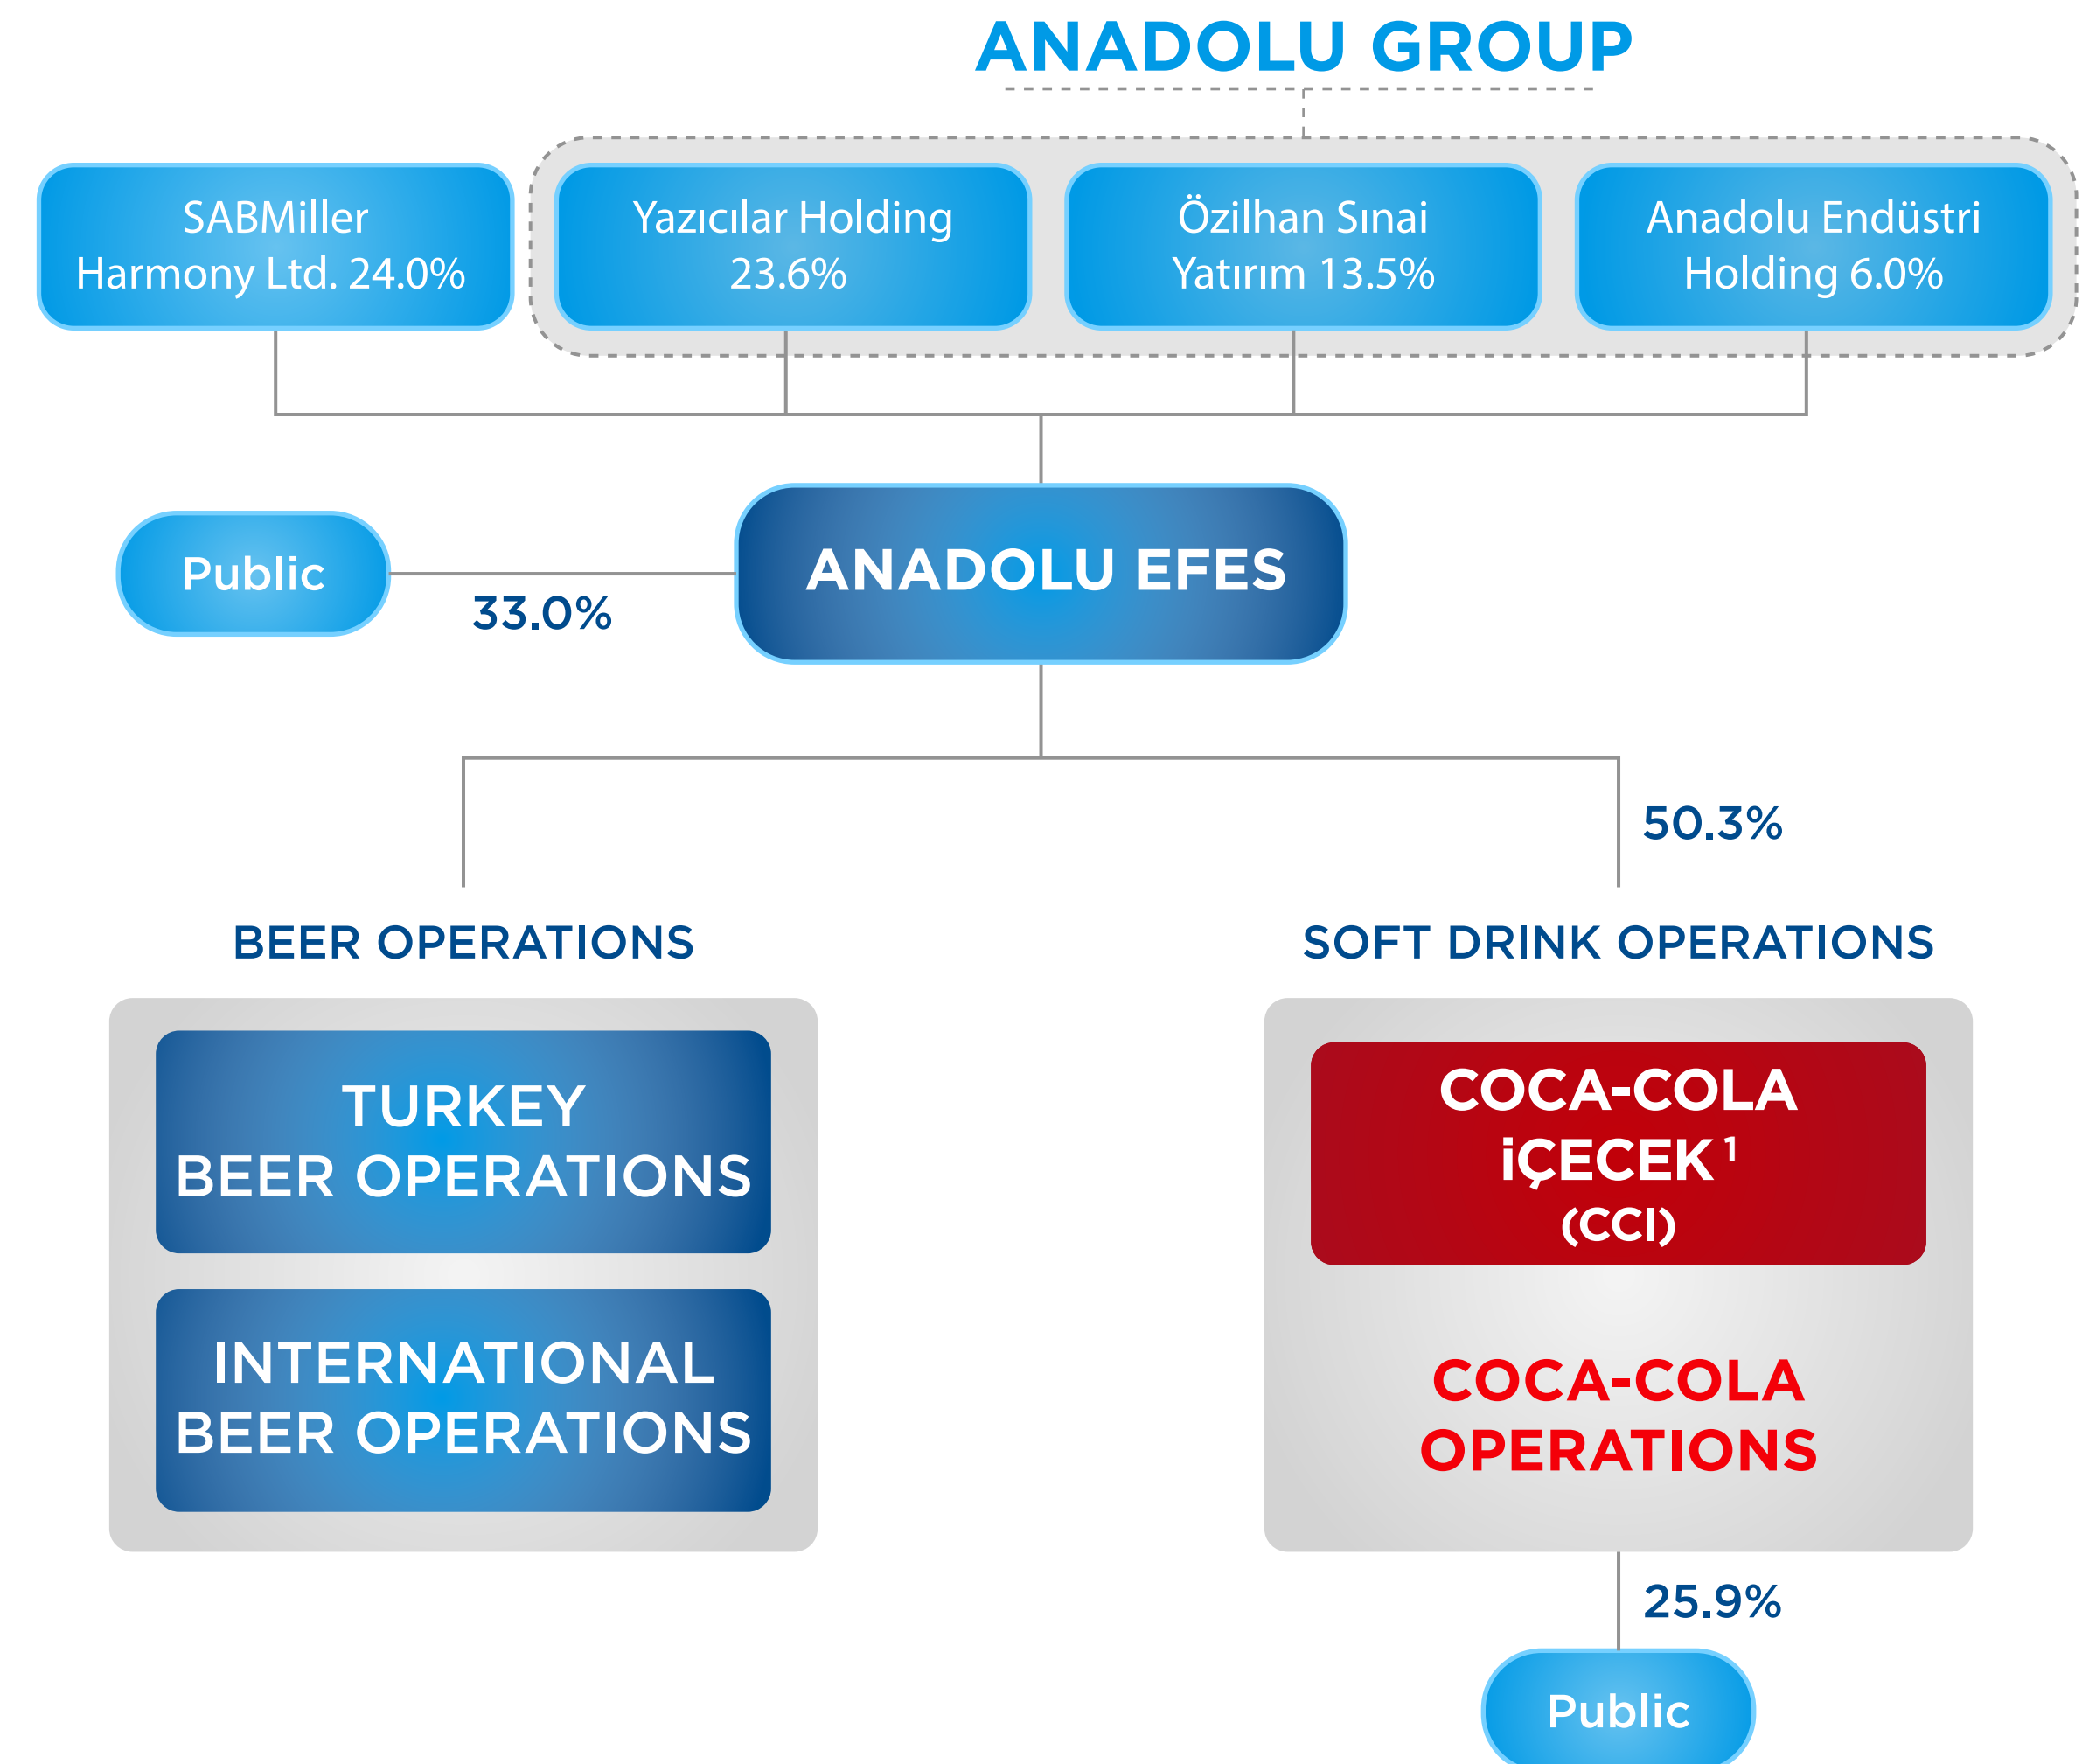 ANADOLU GROUP
SABMiller
Harmony Ltd. 24.0%
Yazıcılar Holding
23.6%
Özilhan Sınai
Yatırım 13.5%
Anadolu Endüstri
Holding 6.0%
Public
33.0%
ANADOLU EFES
50.3%
BEER OPERATIONS
SOFT DRINK OPERATIONS
TURKEY
BEER OPERATIONS
INTERNATIONAL
BEER OPERATIONS
COCA-COLA
iÇECEK ¹
(CCI)
COCA-COLA
OPERATIONS
25.9%
Public